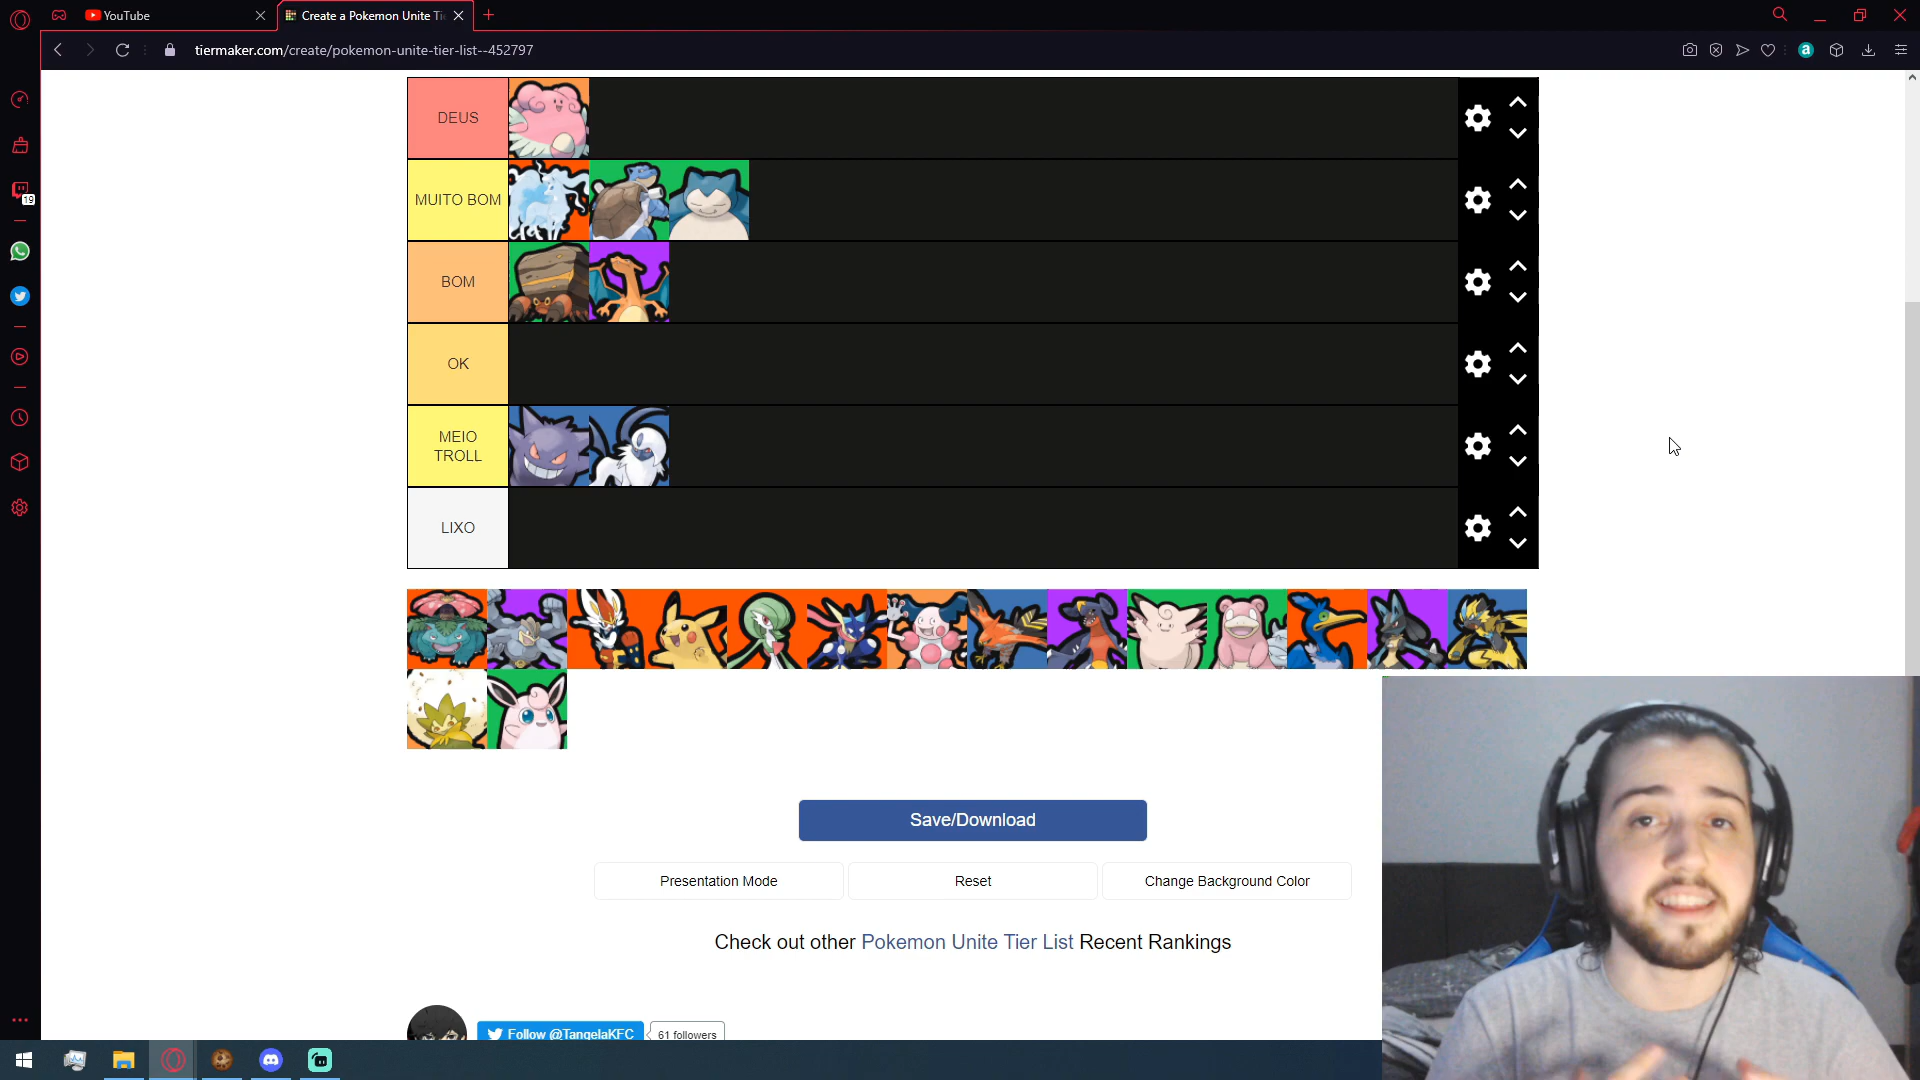 YouTube
Create a Pokemon Unite Ti
tiermaker.com/create/pokemon-unite-tier-list--452797
19
DEUS
MUITO BOM
BOM
OK
MEIO
TROLL
LIXO
Save/Download
Presentation Mode
Reset
Change Background Color
Check out other Pokemon Unite Tier List Recent Rankings
Follow @TangelaKFC
61 followers